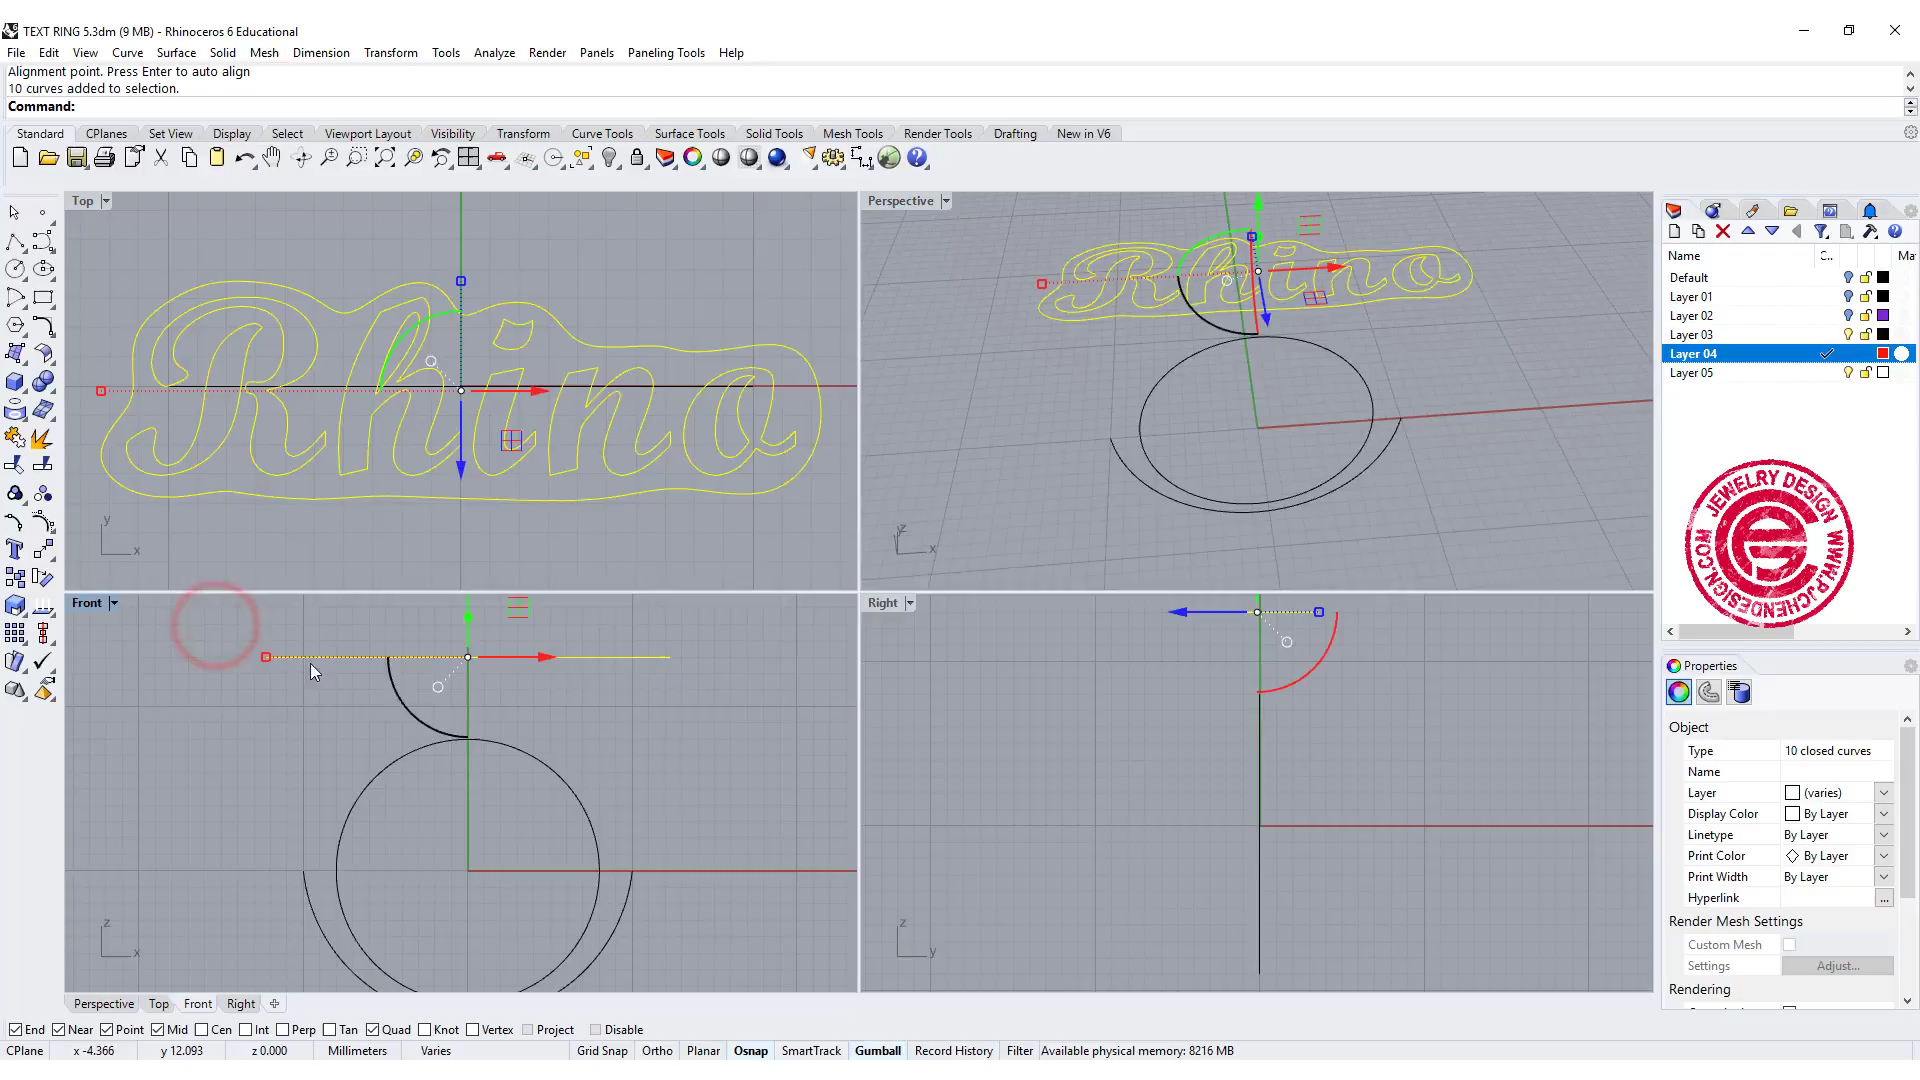 TEXT RING 5.3dm (9 MB) - Rhinoceros 6 Educational
File Edit View Curve Surface Solid Mesh Dimension Transform Tools Analyze Render Panels Paneling Tools Help
Alignment point. Press Enter to auto align
10 curves added to selection.
Command:
Standard CPlanes Set View Display Select Viewport Layout Visibility Transform Curve Tools Surface Tools Solid Tools Mesh Tools Render Tools Drafting New in V6
Top
Rhino
y
x
Perspective
Rhino
z
y
x
Front
z
x
Right
z
y
Name C.. Ma
Default
Layer 01
Layer 02
Layer 03
Layer 04
Layer 05
JEWELRY DESIGN WWW.PJCHENDESIGN.COM
Properties
Object
Type 10 closed curves
Name
Layer (varies)
Display Color By Layer
Linetype By Layer
Print Color By Layer
Print Width By Layer
Hyperlink ...
Render Mesh Settings
Custom Mesh
Settings Adjust...
Rendering
Perspective Top Front Right
End Near Point Mid Cen Int Perp Tan Quad Knot Vertex Project Disable
CPlane x -4.366 y 12.093 z 0.000 Millimeters Varies Grid Snap Ortho Planar Osnap SmartTrack Gumball Record History Filter Available physical memory: 8216 MB